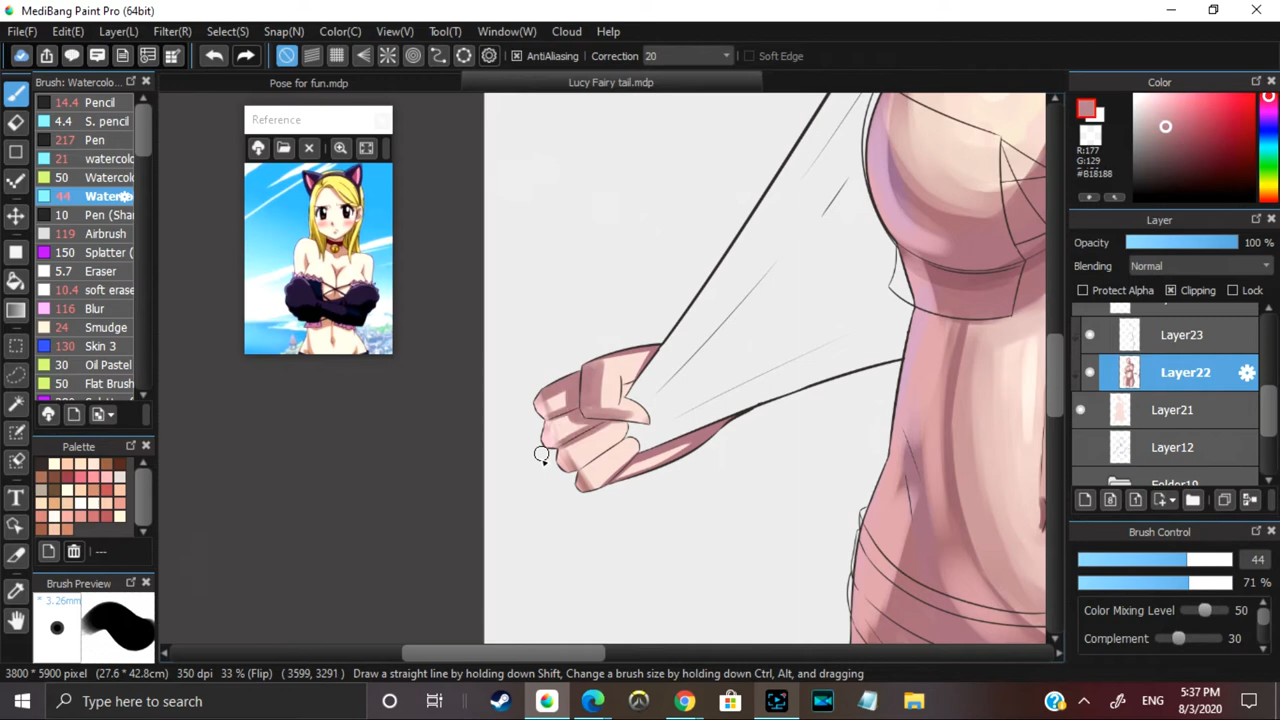 MediBang Paint Pro (64bit)
File(F) Edit(E) Layer(L) Filter(R) Select(S) Snap(N) Color(C) View(V) Tool(T) Window(W) Cloud Help
AntiAliasing Correction 20 Soft Edge
Brush: Watercolo...
Pose for fun.mdp
Lucy Fairy tail.mdp
Color
14.4 Pencil
4.4 S. pencil
217 Pen
21 watercolo
50 Watercol
44 Waterc
10 Pen (Sha
119 Airbrush
150 Splatter (
5.7 Eraser
10.4 soft erase
116 Blur
24 Smudge
130 Skin 3
30 Oil Pastel
50 Flat Brush
Reference
R:177
G:129
#B18188
Layer
Opacity 100 %
Blending Normal
Protect Alpha Clipping Lock
Layer23
Layer22
Layer21
Layer12
Folder19
Palette
---
Brush Preview
* 3.26mm
Brush Control
44
71 %
Color Mixing Level 50
Complement 30
3800 * 5900 pixel (27.6 * 42.8cm) 350 dpi 33 % (Flip) ( 3599, 3291) Draw a straight line by holding down Shift, Change a brush size by holding down Ctrl, Alt, and dragging
Type here to search
ENG
5:37 PM
8/3/2020